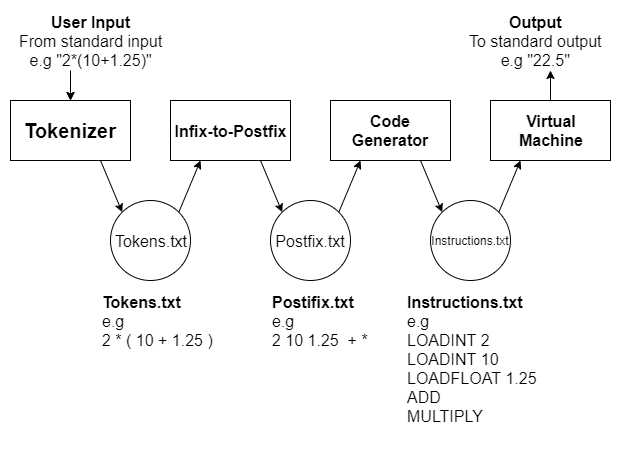 User Input
From standard input
e.g "2*(10+1.25)"
Output
To standard output
e.g "22.5"
Tokenizer
Infix-to-Postfix
Code
Generator
Virtual
Machine
Tokens.txt
Postfix.txt
Instructions.txt
Tokens.txt
e.g
2 * ( 10 + 1.25 )
Postifix.txt
e.g
2 10 1.25  + *
Instructions.txt
e.g
LOADINT 2
LOADINT 10
LOADFLOAT 1.25
ADD
MULTIPLY